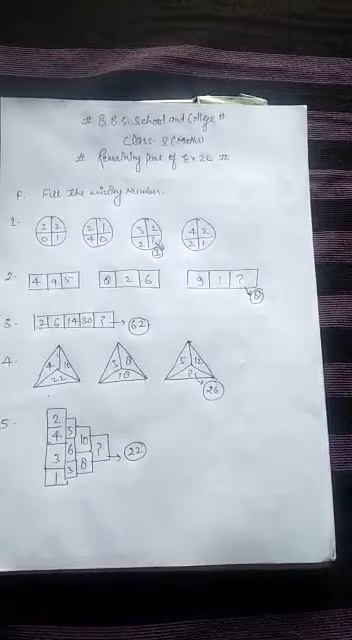 # B.B.S. School and College #
Class- V (Maths)
# Remaining part of Ex 2L #
F. Fill the missing number.
1. 3 2 0 1 2 1 4 0 3 2 2 ? → 1 4 2 2 1
2. 4 9 5 8 2 6 9 1 ? → 8
3. 2 6 14 30 ? → 62
4. 4 16 22 3 8 18 5 12 ? → 26
5. 2 4 3 1 5 6 3 10 8 ? → 22